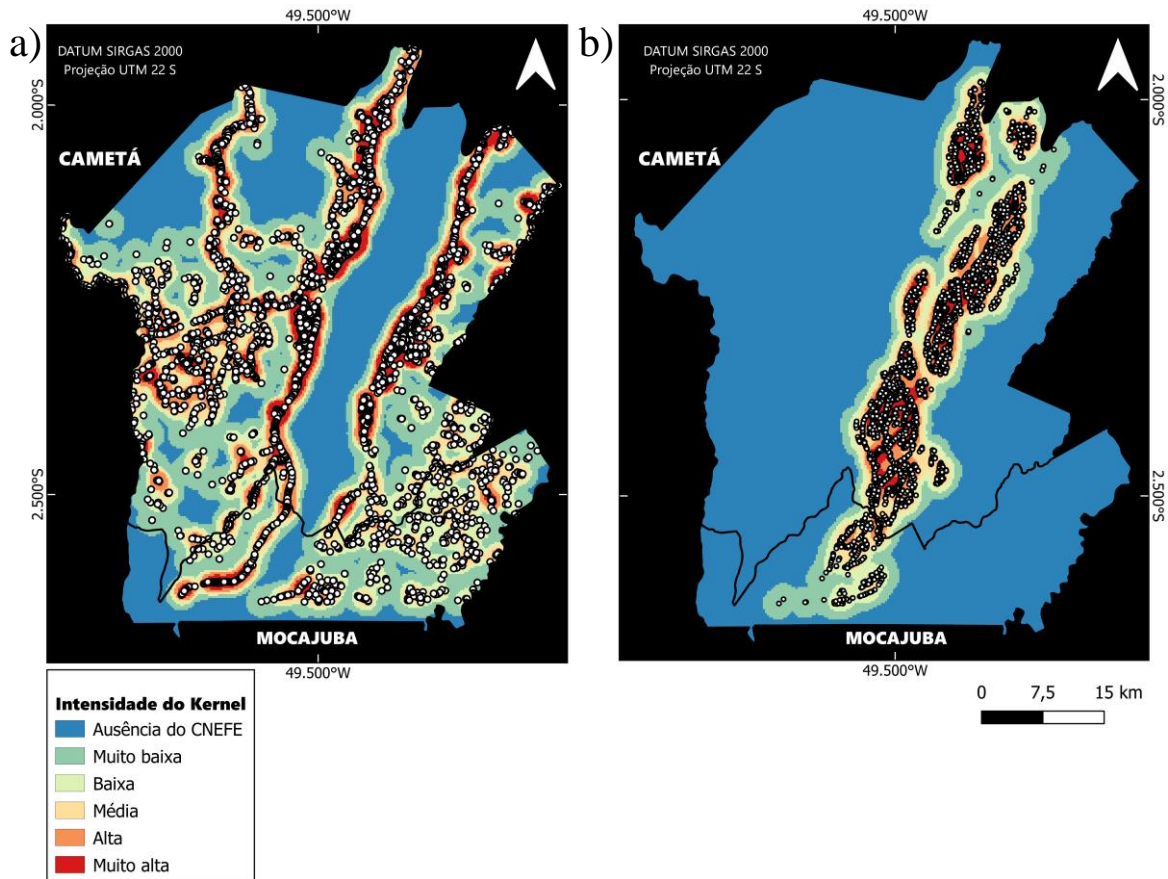 a)
49.500°W
DATUM SIRGAS 2000
Projeção UTM 22 S
2.000°S
CAMETÁ
2.500°S
MOCAJUBA
49.500°W
b)
49.500°W
DATUM SIRGAS 2000
Projeção UTM 22 S
2.000°S
CAMETÁ
2.500°S
MOCAJUBA
49.500°W
0 7,5 15 km
Intensidade do Kernel
Ausência do CNEFE
Muito baixa
Baixa
Média
Alta
Muito alta